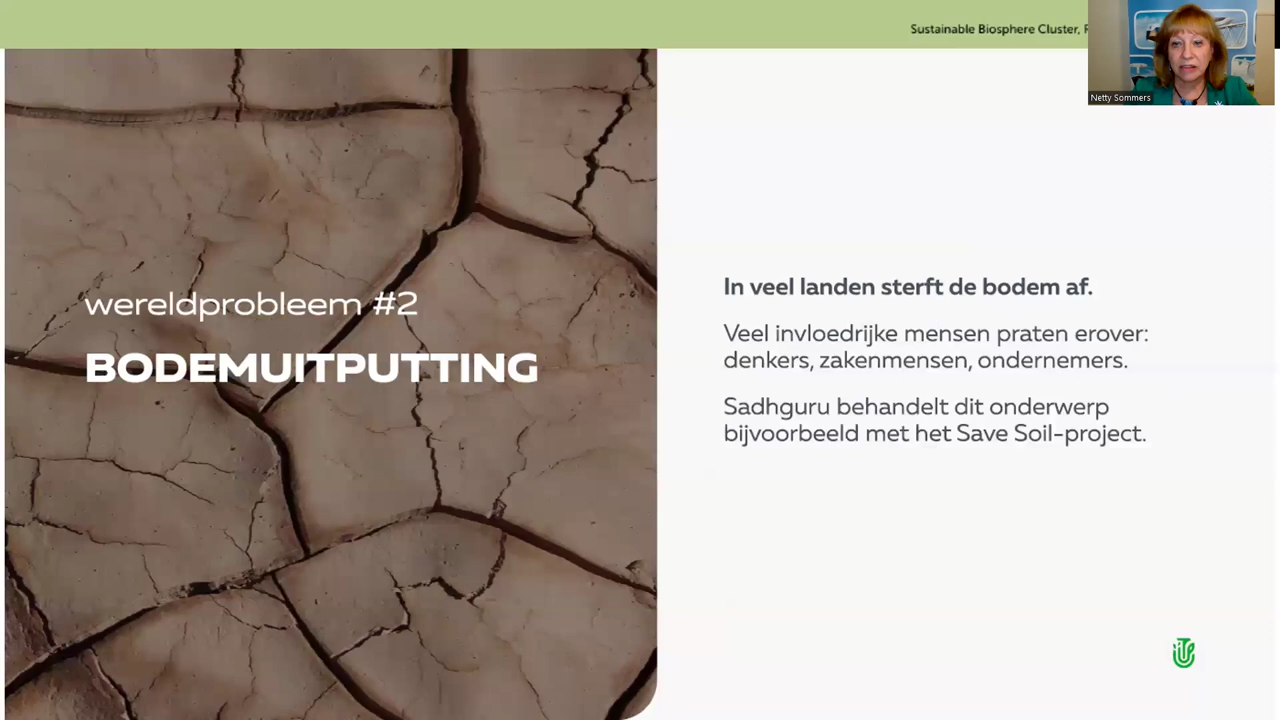 Sustainable Biosphere Cluster,
Netty Sommers
wereldprobleem #2
BODEMUITPUTTING
In veel landen sterft de bodem af.
Veel invloedrijke mensen praten erover:
denkers, zakenmensen, ondernemers.
Sadhguru behandelt dit onderwerp
bijvoorbeeld met het Save Soil-project.